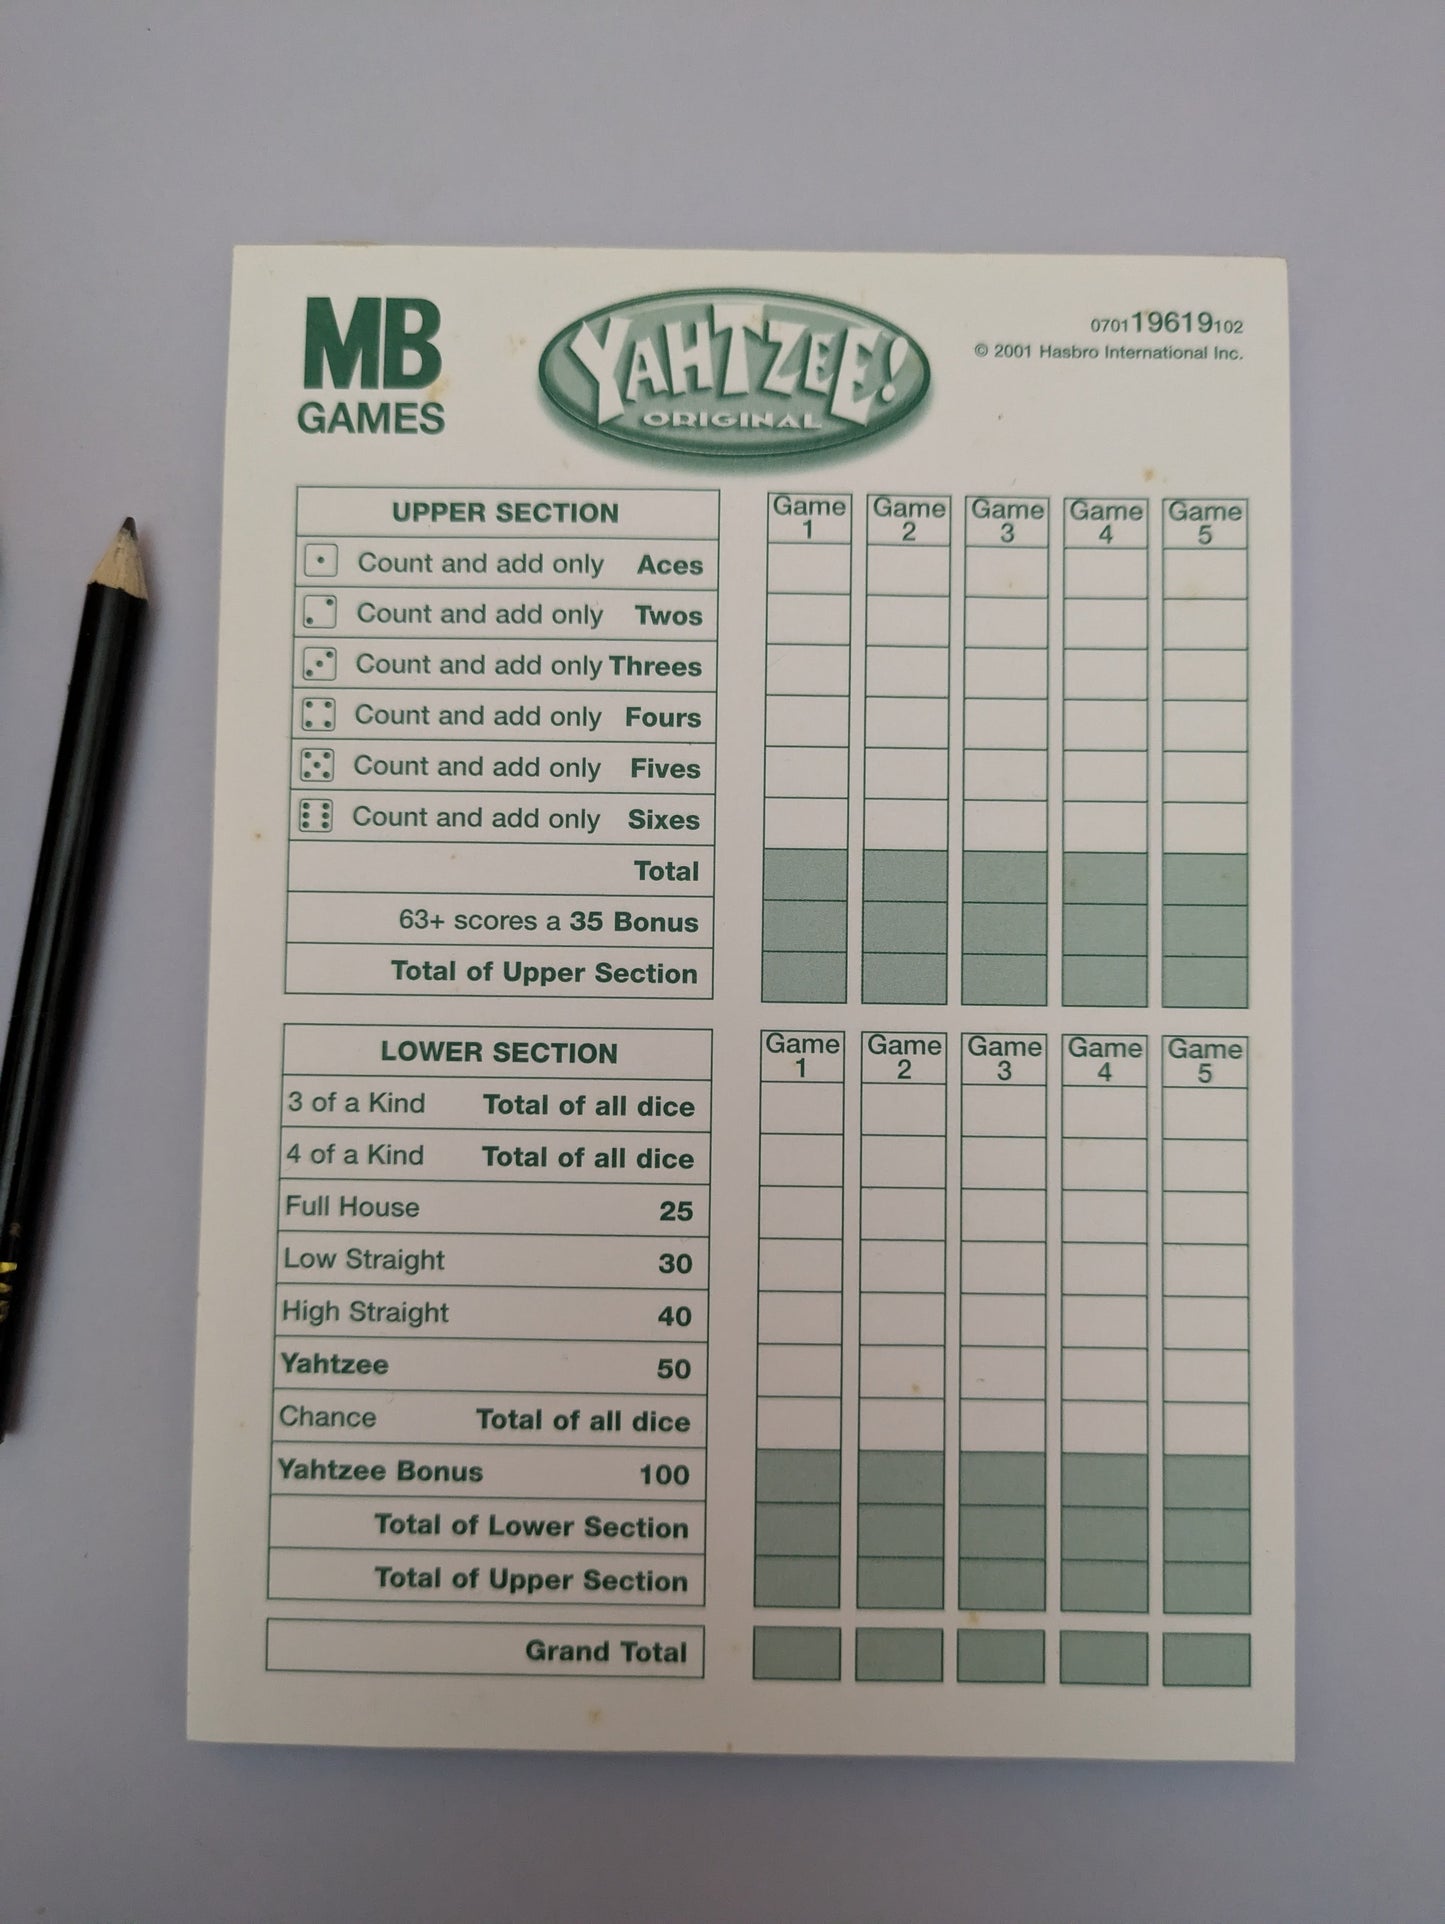 MB
GAMES
YAHTZEE!
ORIGINAL
07011961​9102
© 2001 Hasbro International Inc.
UPPER SECTION Game 1 Game 2 Game 3 Game 4 Game 5
Count and add only Aces
Count and add only Twos
Count and add only Threes
Count and add only Fours
Count and add only Fives
Count and add only Sixes
Total
63+ scores a 35 Bonus
Total of Upper Section
LOWER SECTION Game 1 Game 2 Game 3 Game 4 Game 5
3 of a Kind Total of all dice
4 of a Kind Total of all dice
Full House 25
Low Straight 30
High Straight 40
Yahtzee 50
Chance Total of all dice
Yahtzee Bonus 100
Total of Lower Section
Total of Upper Section
Grand Total